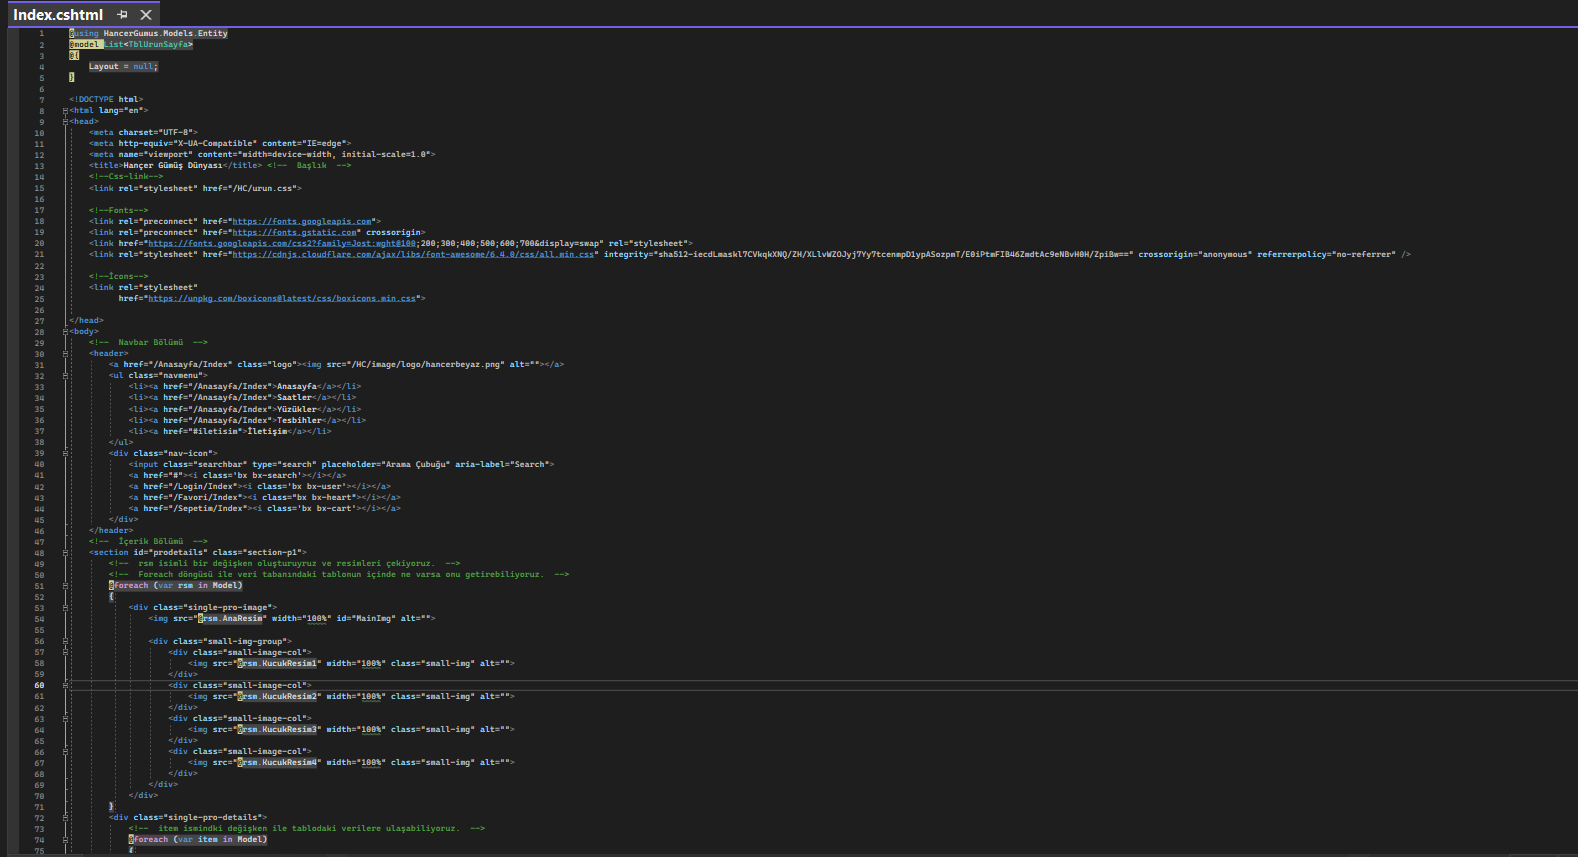 Index.cshtml
1 @using HancerGumus.Models.Entity
2 @model List<TblUrunSayfa>
3 @{
4 Layout = null;
5 }
6
7 <!DOCTYPE html>
8 <html lang="en">
9 <head>
10 <meta charset="UTF-8">
11 <meta http-equiv="X-UA-Compatible" content="IE=edge">
12 <meta name="viewport" content="width=device-width, initial-scale=1.0">
13 <title>Hançer Gümüş Dünyası</title> <!-- Başlık -->
14 <!--Css-link-->
15 <link rel="stylesheet" href="/HC/urun.css">
16
17 <!--Fonts-->
18 <link rel="preconnect" href="https://fonts.googleapis.com">
19 <link rel="preconnect" href="https://fonts.gstatic.com" crossorigin>
20 <link href="https://fonts.googleapis.com/css2?family=Jost:wght@100;200;300;400;500;600;700&display=swap" rel="stylesheet">
21 <link rel="stylesheet" href="https://cdnjs.cloudflare.com/ajax/libs/font-awesome/6.4.0/css/all.min.css" crossorigin="anonymous" referrerpolicy="no-referrer" />
22
23 <!--İcons-->
24 <link rel="stylesheet"
25 href="https://unpkg.com/boxicons@latest/css/boxicons.min.css">
26
27 </head>
28 <body>
29 <!-- Navbar Bölümü -->
30 <header>
31 <a href="/Anasayfa/Index" class="logo"><img src="/HC/image/logo/hancerbeyaz.png" alt=""></a>
32 <ul class="navmenu">
33 <li><a href="/Anasayfa/Index">Anasayfa</a></li>
34 <li><a href="/Anasayfa/Index">Saatler</a></li>
35 <li><a href="/Anasayfa/Index">Yüzükler</a></li>
36 <li><a href="/Anasayfa/Index">Tesbihler</a></li>
37 <li><a href="#iletisim">İletişim</a></li>
38 </ul>
39 <div class="nav-icon">
40 <input class="searchbar" type="search" placeholder="Arama Çubuğu" aria-label="Search">
41 <a href="#"><i class='bx bx-search'></i></a>
42 <a href="/Login/Index"><i class='bx bx-user'></i></a>
43 <a href="/Favori/Index"><i class="bx bx-heart"></i></a>
44 <a href="/Sepetim/Index"><i class='bx bx-cart'></i></a>
45 </div>
46 </header>
47 <!-- İçerik Bölümü -->
48 <section id="prodetails" class="section-p1">
49 <!-- rsm isimli bir değişken oluşturuyruz ve resimleri çekiyoruz. -->
50 <!-- Foreach döngüsü ile veri tabanındaki tablonun içinde ne varsa onu getirebiliyoruz. -->
51 @foreach (var rsm in Model)
52 {
53 <div class="single-pro-image">
54 <img src="@rsm.AnaResim" width="100%" id="MainImg" alt="">
55
56 <div class="small-img-group">
57 <div class="small-image-col">
58 <img src="@rsm.KucukResim1" width="100%" class="small-img" alt="">
59 </div>
60 <div class="small-image-col">
61 <img src="@rsm.KucukResim2" width="100%" class="small-img" alt="">
62 </div>
63 <div class="small-image-col">
64 <img src="@rsm.KucukResim3" width="100%" class="small-img" alt="">
65 </div>
66 <div class="small-image-col">
67 <img src="@rsm.KucukResim4" width="100%" class="small-img" alt="">
68 </div>
69 </div>
70 </div>
71 }
72 <div class="single-pro-details">
73 <!-- item ismindki değişken ile tablodaki verilere ulaşabiliyoruz. -->
74 @foreach (var item in Model)
75 {